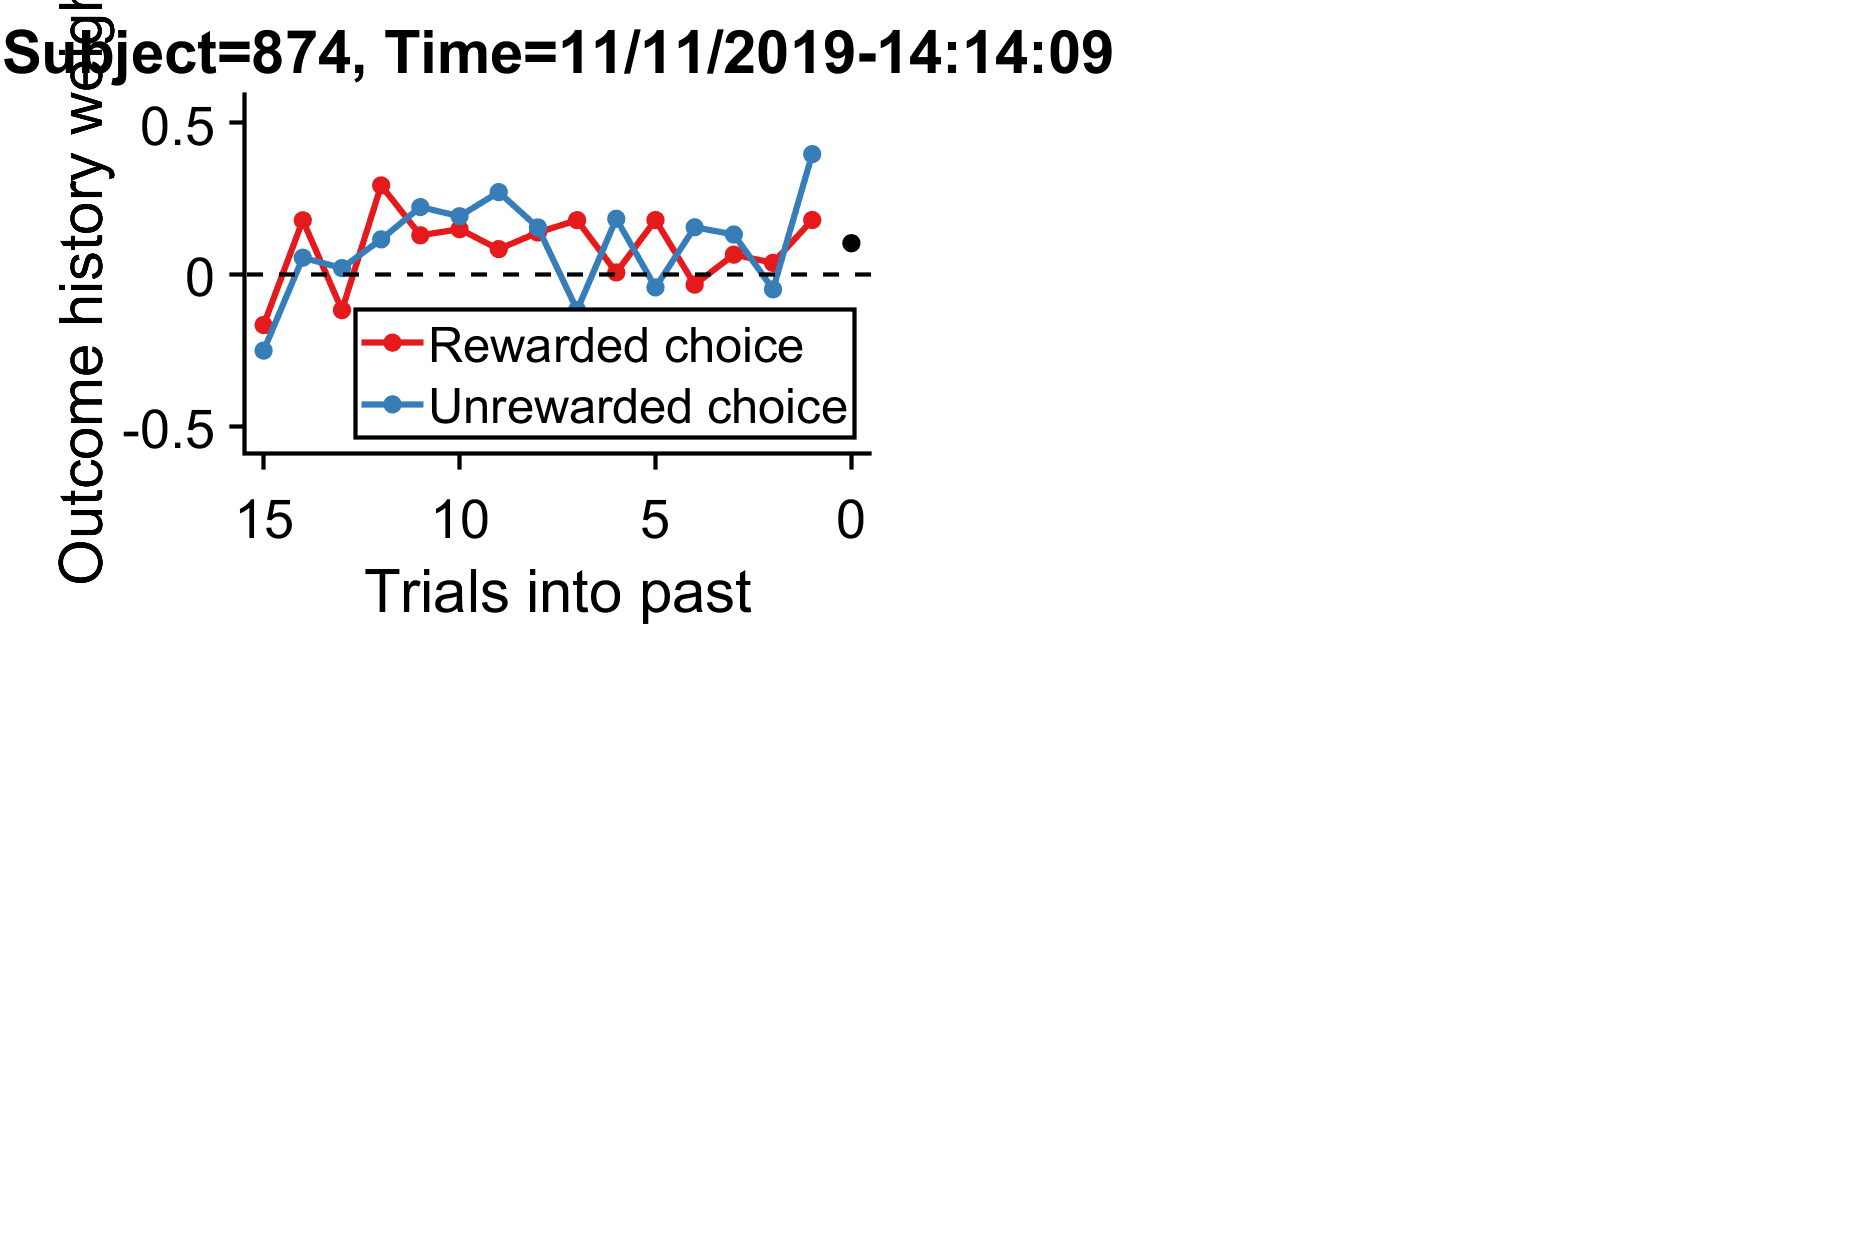 Subject=874, Time=11/11/2019-14:14:09
Outcome history
0.5
0
-0.5
Rewarded choice
Unrewarded choice
15 10 5 0
Trials into past